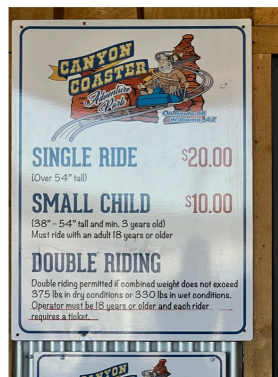 CANYON
COASTER
Adventure
Park
On Route 66
Williams, AZ
SINGLE RIDE $20.00
(Over 54" tall)
SMALL CHILD $10.00
(38" - 54" tall and min. 3 years old)
Must ride with an adult 18 years or older
DOUBLE RIDING
Double riding permitted if combined weight does not exceed
375 lbs in dry conditions or 330 lbs in wet conditions.
Operator must be 18 years or older and each rider
requires a ticket.
CANYON